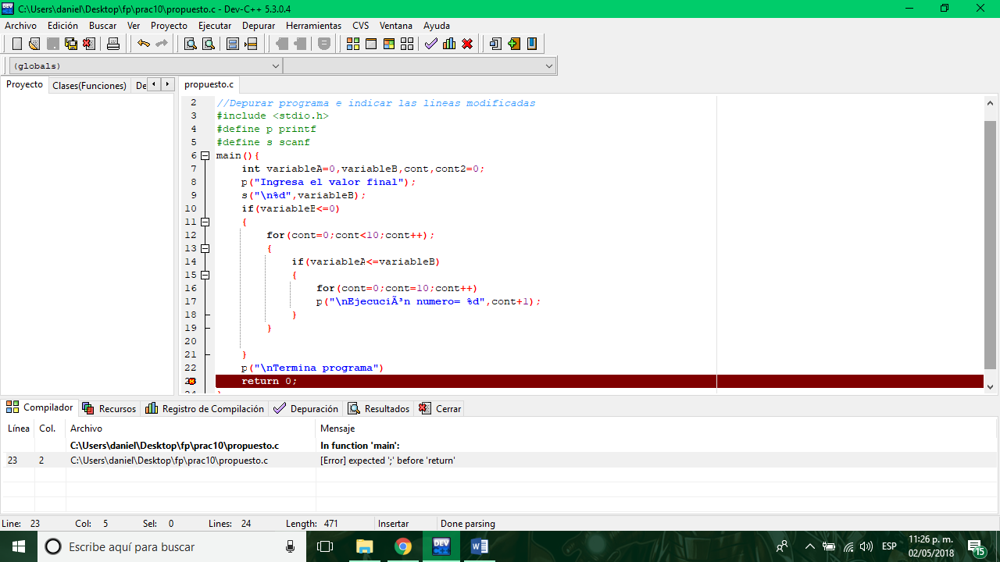 C:\Users\daniel\Desktop\fp\prac10\propuesto.c - Dev-C++ 5.3.0.4
Archivo Edición Buscar Ver Proyecto Ejecutar Depurar Herramientas CVS Ventana Ayuda
(globals)
Proyecto Clases(Funciones) De propuesto.c
2 //Depurar programa e indicar las lineas modificadas
3 #include <stdio.h>
4 #define p printf
5 #define s scanf
6 main(){
7 int variableA=0,variableB,cont,cont2=0;
8 p("Ingresa el valor final");
9 s("\n%d",variableB);
10 if(variableB<=0)
11 {
12 for(cont=0;cont<10;cont++);
13 {
14 if(variableA<=variableB)
15 {
16 for(cont=0;cont=10;cont++)
17 p("\nEjecuciÃ³n numero= %d",cont+1);
18 }
19 }
20
21 }
22 p("\nTermina programa")
23 return 0;
24 }
Compilador Recursos Registro de Compilación Depuración Resultados Cerrar
Línea Col. Archivo Mensaje
C:\Users\daniel\Desktop\fp\prac10\propuesto.c In function 'main':
23 2 C:\Users\daniel\Desktop\fp\prac10\propuesto.c [Error] expected ';' before 'return'
Line: 23 Col: 5 Sel: 0 Lines: 24 Length: 471 Insertar Done parsing
Escribe aquí para buscar
DEV
ESP
11:26 p. m.
02/05/2018
15